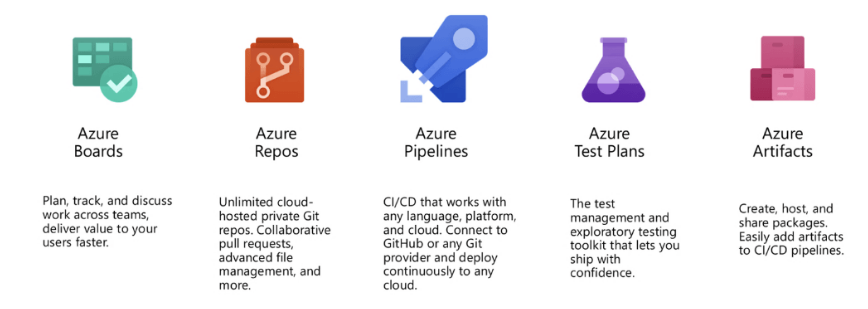 Azure
Boards
Azure
Repos
Azure
Pipelines
Azure
Test Plans
Azure
Artifacts
Plan, track, and discuss
work across teams,
deliver value to your
users faster.
Unlimited cloud-
hosted private Git
repos. Collaborative
pull requests,
advanced file
management, and
more.
CI/CD that works with
any language, platform,
and cloud. Connect to
GitHub or any Git
provider and deploy
continuously to any
cloud.
The test
management and
exploratory testing
toolkit that lets you
ship with
confidence.
Create, host, and
share packages.
Easily add artifacts
to CI/CD pipelines.